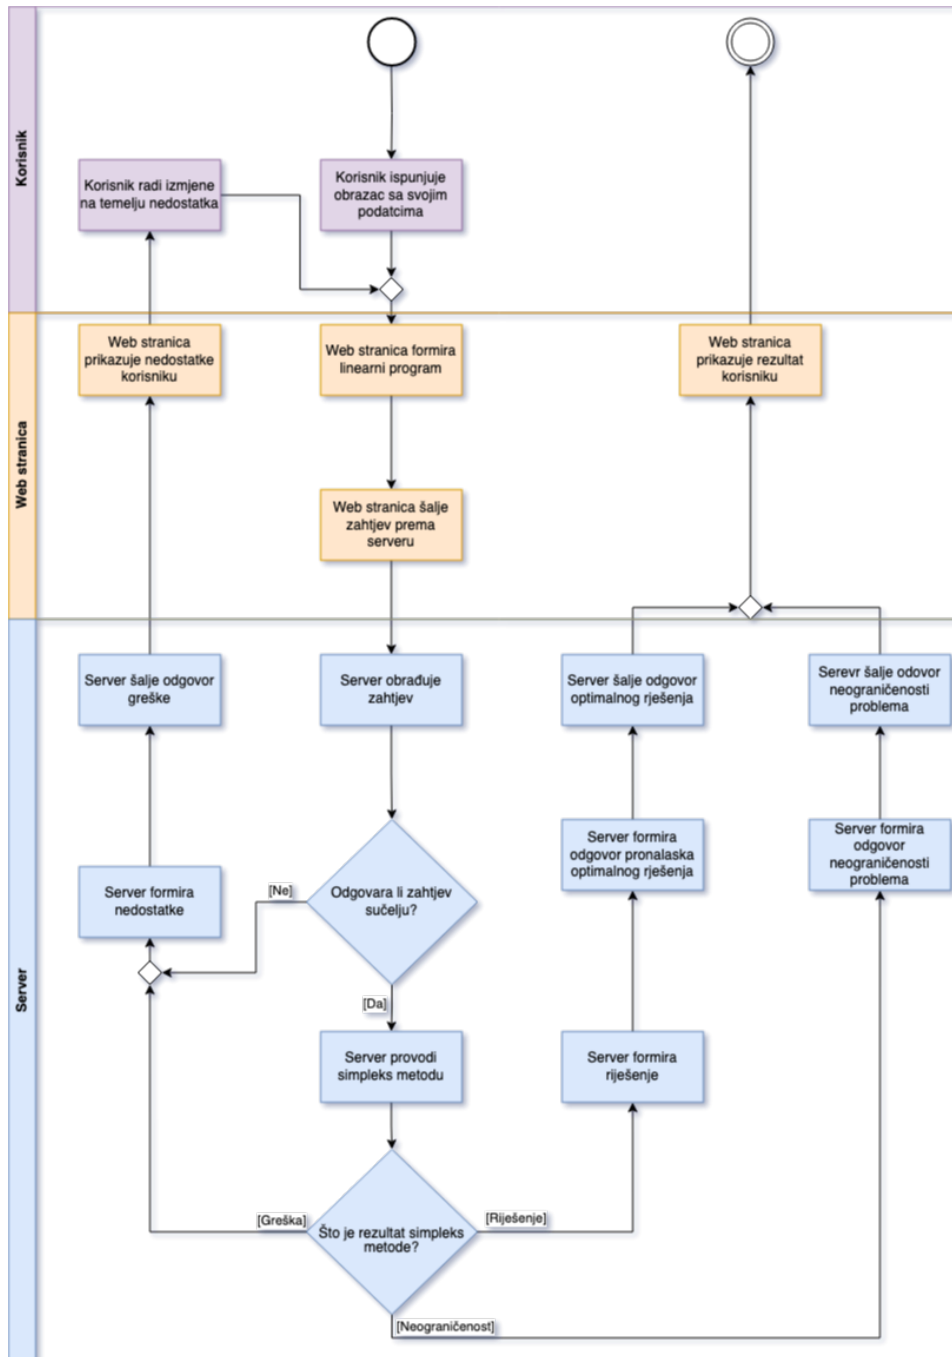 Korisnik
Korisnik radi izmjene
na temelju nedostatka
Korisnik ispunjuje
obrazac sa svojim
podatcima
Web stranica
Web stranica
prikazuje nedostatke
korisniku
Web stranica formira
linearni program
Web stranica
prikazuje rezultat
korisniku
Web stranica šalje
zahtjev prema
serveru
Server
Server šalje odgovor
greške
Server obrađuje
zahtjev
Server šalje odgovor
optimalnog rješenja
Serevr šalje odovor
neograničenosti
problema
Server formira
nedostatke
[Ne]
Odgovara li zahtjev
sučelju?
Server formira
odgovor pronalaska
optimalnog rješenja
Server formira
odgovor
neograničenosti
problema
[Da]
Server provodi
simpleks metodu
Server formira
riješenje
[Greška]
Što je rezultat simpleks
metode?
[Riješenje]
[Neograničenost]